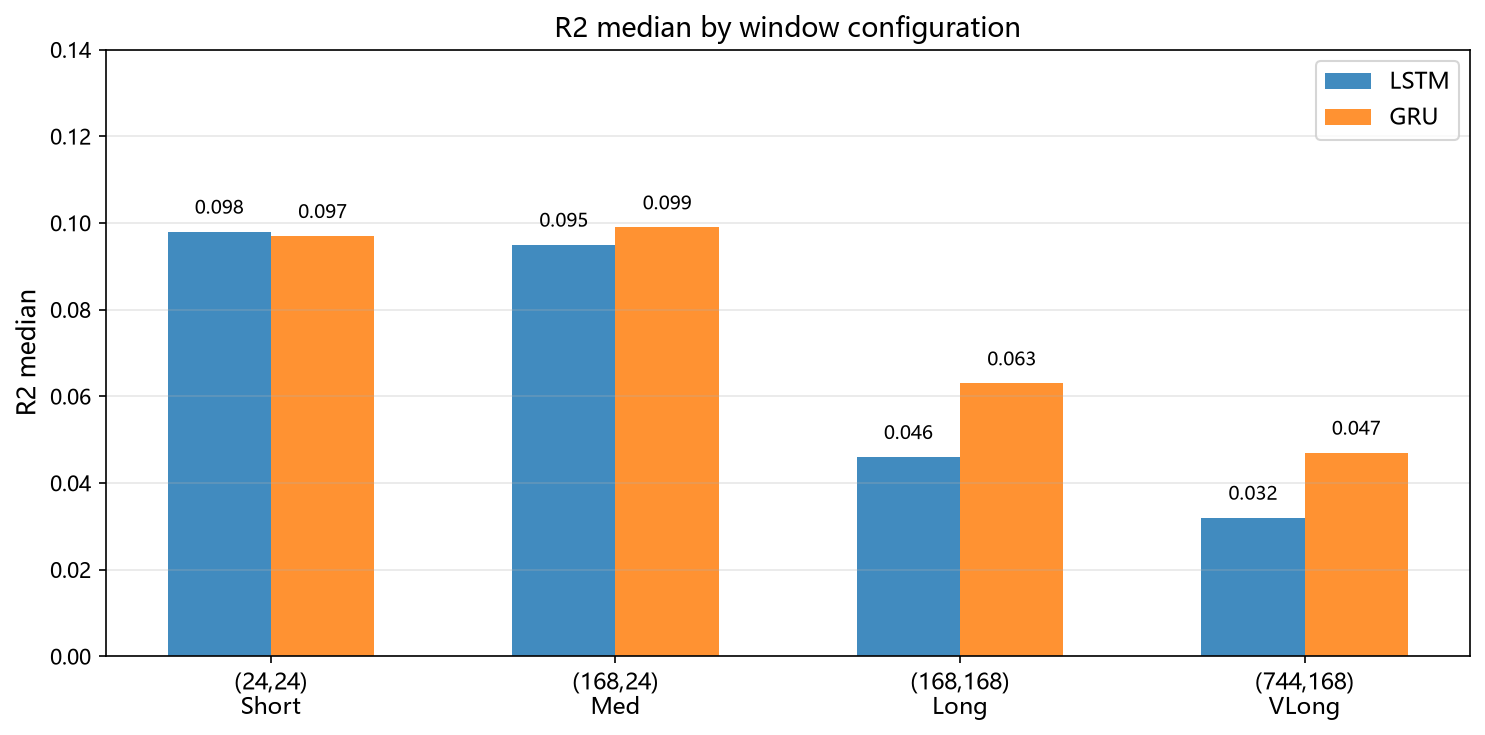 R2 median by window configuration
LSTM
GRU
R2 median
0.14
0.12
0.10
0.08
0.06
0.04
0.02
0.00
0.098
0.097
0.095
0.099
0.046
0.063
0.032
0.047
(24,24)
Short
(168,24)
Med
(168,168)
Long
(744,168)
VLong